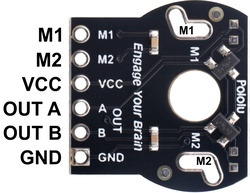 M1
M2
VCC
OUT A
OUT B
GND
M1
M2
VCC
A
B
GND
OUT
Engage Your Brain
M1
M1
Pololu
M2
M2